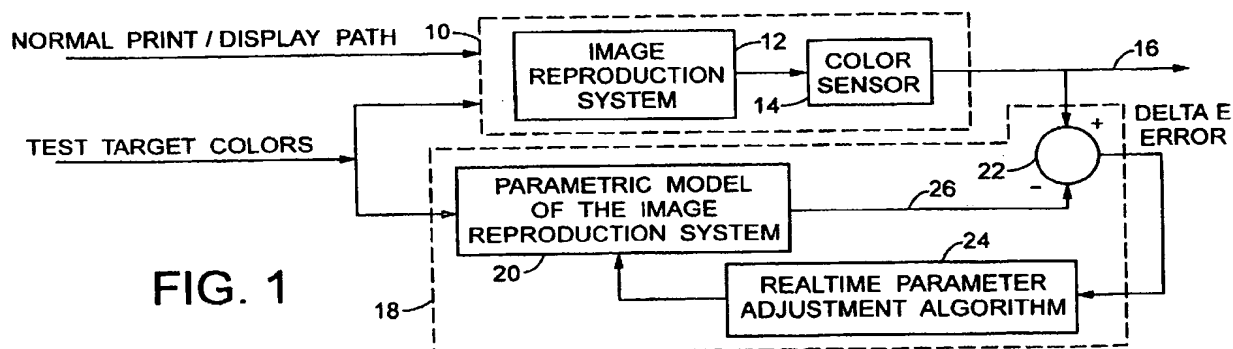 NORMAL PRINT / DISPLAY PATH
10
IMAGE
REPRODUCTION
SYSTEM
12
COLOR
SENSOR
14
16
TEST TARGET COLORS
DELTA E
ERROR
+
22
−
PARAMETRIC MODEL
OF THE IMAGE
REPRODUCTION SYSTEM
26
20
24
REALTIME PARAMETER
ADJUSTMENT ALGORITHM
18
FIG. 1